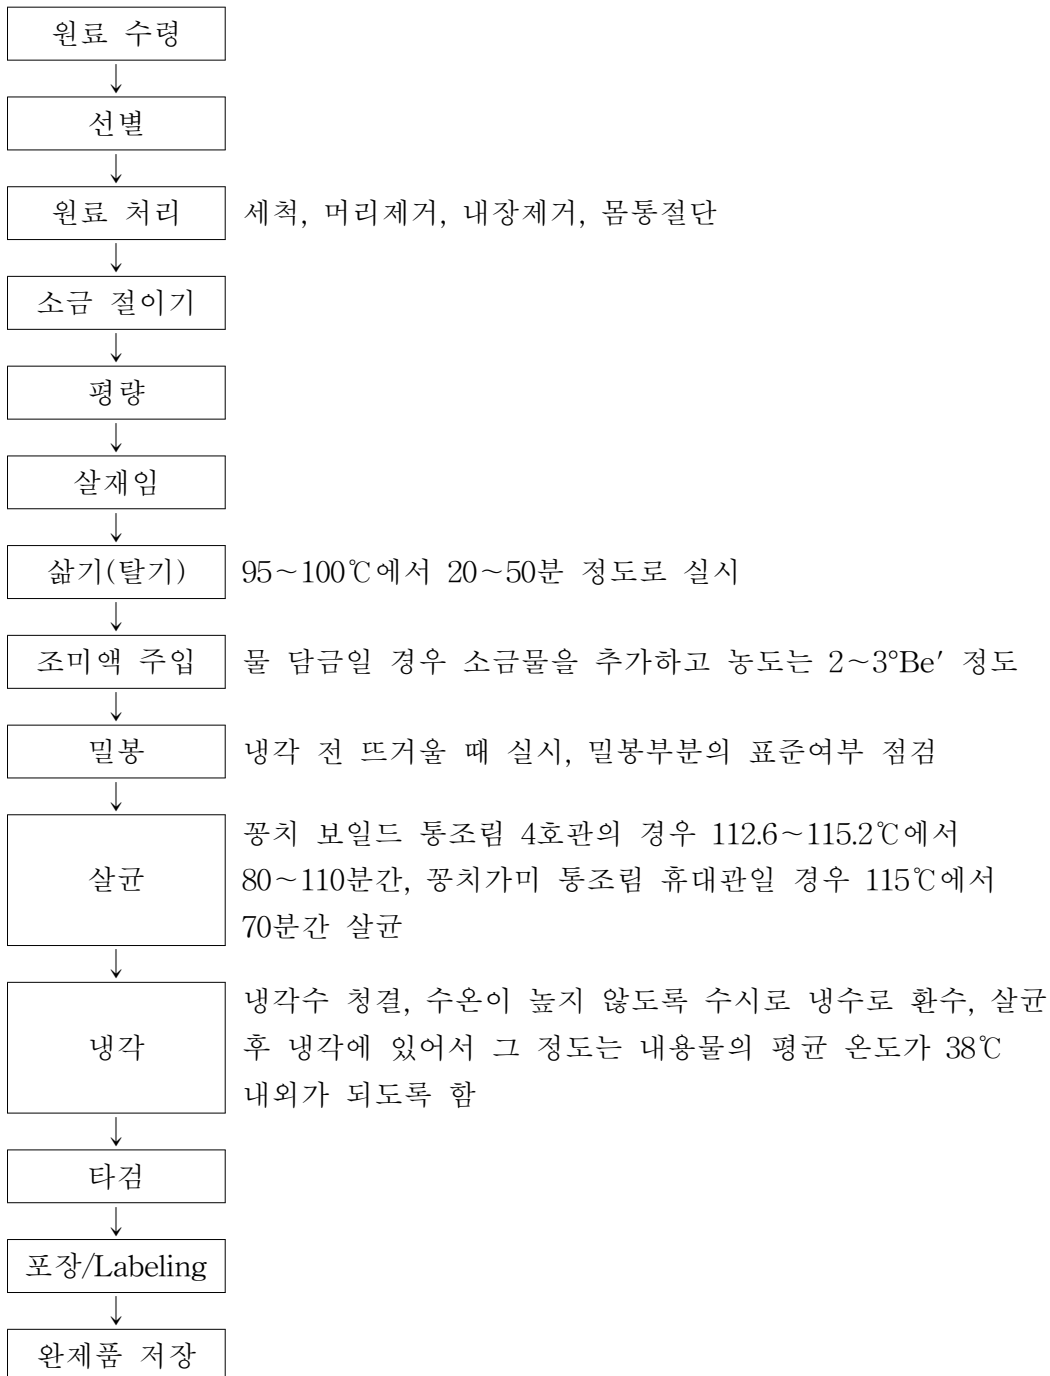 원료 수령
선별
원료 처리 세척, 머리제거, 내장제거, 몸통절단
소금 절이기
평량
살재임
삶기(탈기) 95~100℃에서 20~50분 정도로 실시
조미액 주입 물 담금일 경우 소금물을 추가하고 농도는 2~3°Be′ 정도
밀봉 냉각 전 뜨거울 때 실시, 밀봉부분의 표준여부 점검
살균
꽁치 보일드 통조림 4호관의 경우 112.6~115.2℃에서
80~110분간, 꽁치가미 통조림 휴대관일 경우 115℃에서
70분간 살균
냉각
냉각수 청결, 수온이 높지 않도록 수시로 냉수로 환수, 살균
후 냉각에 있어서 그 정도는 내용물의 평균 온도가 38℃
내외가 되도록 함
타검
포장/Labeling
완제품 저장